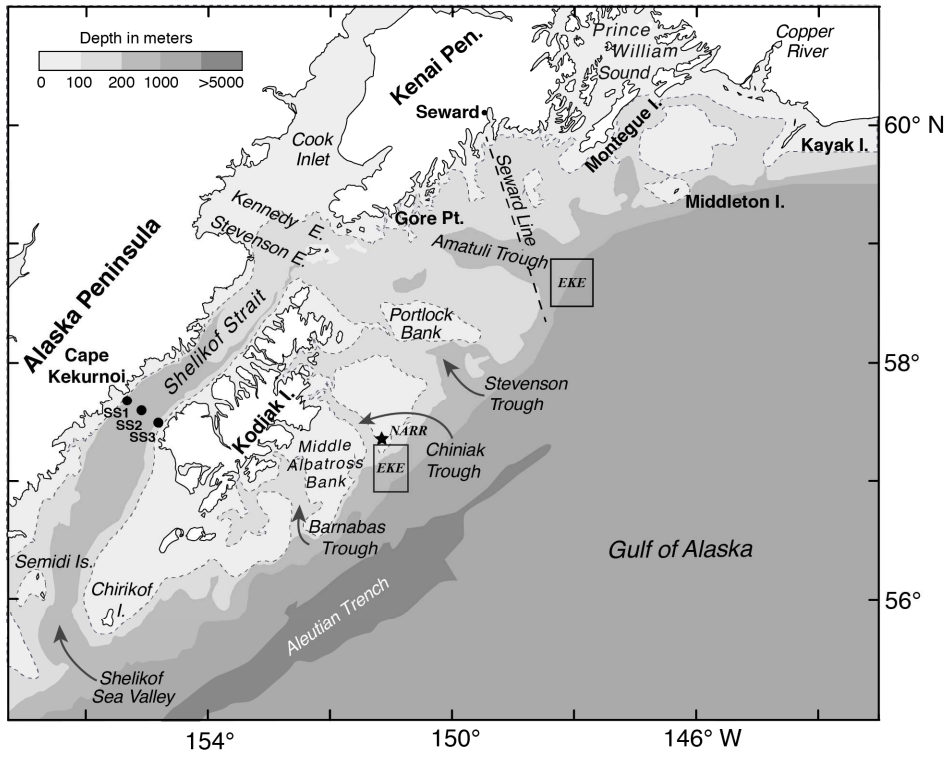 Depth in meters
0 100 200 1000 >5000
Kenai Pen.
Prince
William
Sound
Copper
River
Seward
60° N
Cook
Inlet
Montegue I.
Kayak I.
Seward Line
Middleton I.
Kennedy E.
Stevenson E.
Gore Pt.
Amatuli Trough
EKE
Alaska Peninsula
Shelikof Strait
Portlock
Bank
Cape
Kekurnoi
58°
Stevenson
Trough
SS1
SS2
SS3
Kodiak I.
NARR
Middle
Albatross
Bank
EKE
Chiniak
Trough
Barnabas
Trough
Gulf of Alaska
Semidi Is.
Chirikof
I.
56°
Aleutian Trench
Shelikof
Sea Valley
154° 150° 146° W